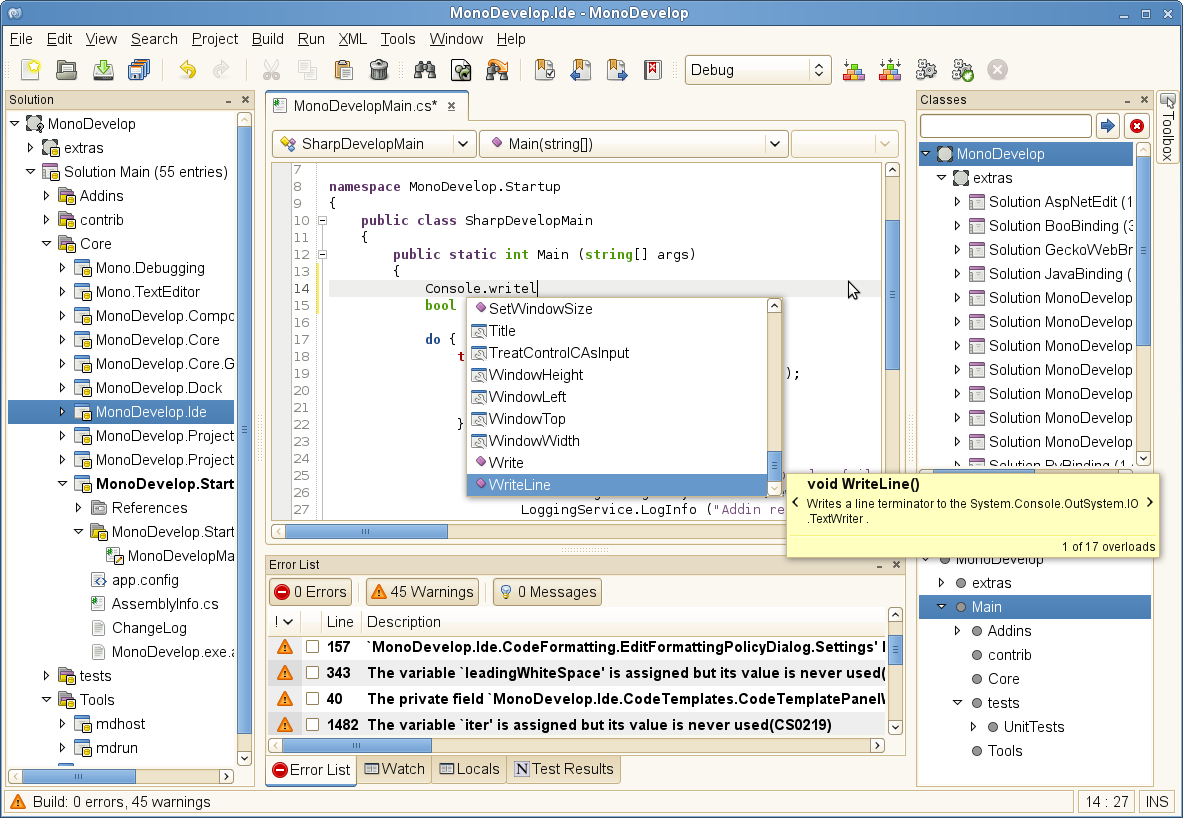 MonoDevelop.Ide - MonoDevelop
File Edit View Search Project Build Run XML Tools Window Help
Debug
Solution
MonoDevelop
extras
Solution Main (55 entries)
Addins
contrib
Core
Mono.Debugging
Mono.TextEditor
MonoDevelop.Compo
MonoDevelop.Core
MonoDevelop.Core.G
MonoDevelop.Dock
MonoDevelop.Ide
MonoDevelop.Project
MonoDevelop.Project
MonoDevelop.Start
References
MonoDevelop.Start
MonoDevelopMa
app.config
AssemblyInfo.cs
ChangeLog
MonoDevelop.exe.a
tests
Tools
mdhost
mdrun
MonoDevelopMain.cs*
SharpDevelopMain
Main(string[])
7
8 namespace MonoDevelop.Startup
9 {
10 public class SharpDevelopMain
11 {
12 public static int Main (string[] args)
13 {
14 Console.writel
15 bool
16
17 do {
18 t
19 );
20
21
22 }
23
24
25
26
27 LoggingService.LogInfo ("Addin re
SetWindowSize
Title
TreatControlCAsInput
WindowHeight
WindowLeft
WindowTop
WindowWidth
Write
WriteLine
void WriteLine()
Writes a line terminator to the System.Console.OutSystem.IO
.TextWriter .
1 of 17 overloads
Error List
0 Errors 45 Warnings 0 Messages
! Line Description
157 `MonoDevelop.Ide.CodeFormatting.EditFormattingPolicyDialog.Settings'
343 The variable `leadingWhiteSpace' is assigned but its value is never used(
40 The private field `MonoDevelop.Ide.CodeTemplates.CodeTemplatePanelW
1482 The variable `iter' is assigned but its value is never used(CS0219)
Error List Watch Locals Test Results
Classes
MonoDevelop
extras
Solution AspNetEdit (1
Solution BooBinding (3
Solution GeckoWebBr
Solution JavaBinding (
Solution MonoDevelop
Solution MonoDevelop
Solution MonoDevelop
Solution MonoDevelop
Solution MonoDevelop
Solution MonoDevelop
Solution MonoDevelop
Solution PyBinding (1
MonoDevelop
extras
Main
Addins
contrib
Core
tests
UnitTests
Tools
Toolbox
Build: 0 errors, 45 warnings
14 : 27 INS